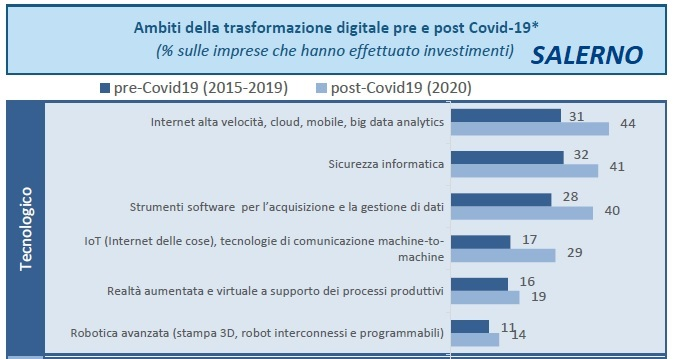 Ambiti della trasformazione digitale pre e post Covid-19*
(% sulle imprese che hanno effettuato investimenti) SALERNO
pre-Covid19 (2015-2019) post-Covid19 (2020)
Tecnologico
Internet alta velocità, cloud, mobile, big data analytics
31
44
Sicurezza informatica
32
41
Strumenti software per l’acquisizione e la gestione di dati
28
40
IoT (Internet delle cose), tecnologie di comunicazione machine-to-
machine
17
29
Realtà aumentata e virtuale a supporto dei processi produttivi
16
19
Robotica avanzata (stampa 3D, robot interconnessi e programmabili)
11
14